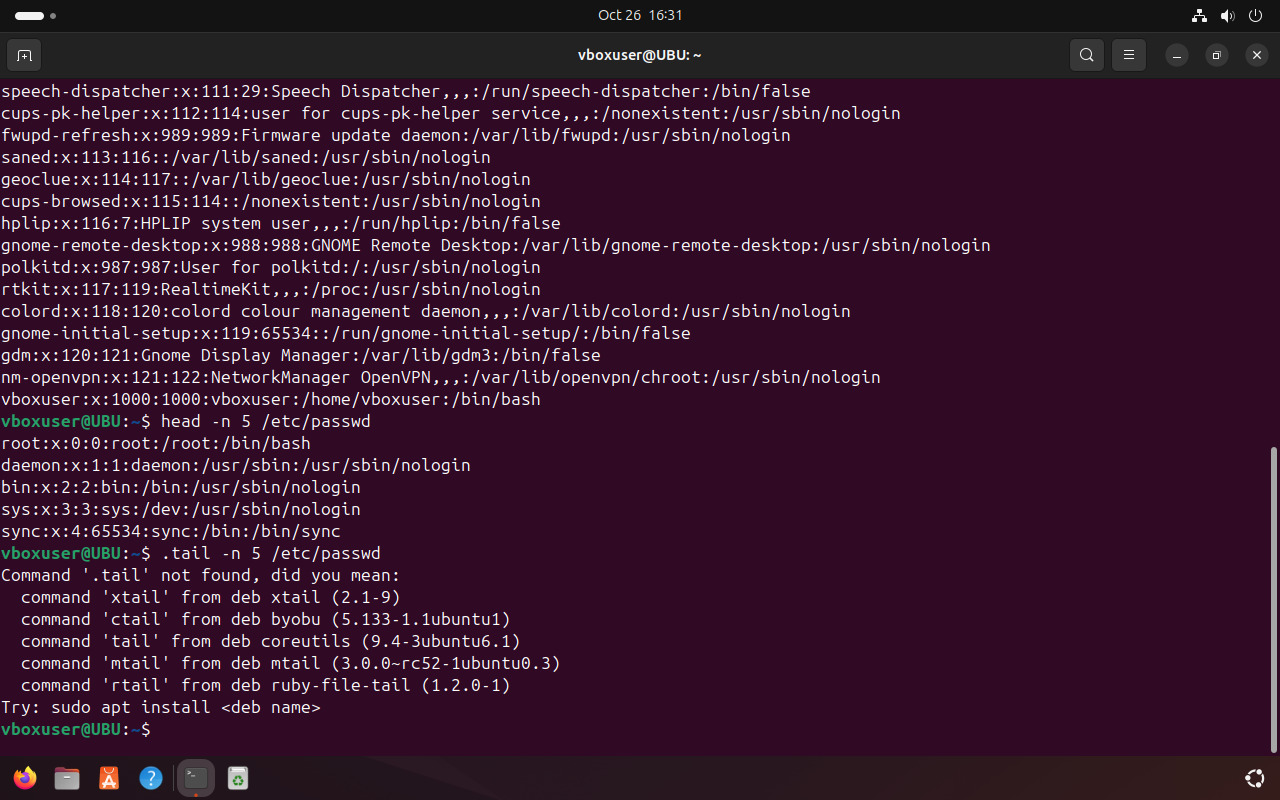 Oct 26 16:31
vboxuser@UBU: ~
speech-dispatcher:x:111:29:Speech Dispatcher,,,:/run/speech-dispatcher:/bin/false
cups-pk-helper:x:112:114:user for cups-pk-helper service,,,:/nonexistent:/usr/sbin/nologin
fwupd-refresh:x:989:989:Firmware update daemon:/var/lib/fwupd:/usr/sbin/nologin
saned:x:113:116::/var/lib/saned:/usr/sbin/nologin
geoclue:x:114:117::/var/lib/geoclue:/usr/sbin/nologin
cups-browsed:x:115:114::/nonexistent:/usr/sbin/nologin
hplip:x:116:7:HPLIP system user,,,:/run/hplip:/bin/false
gnome-remote-desktop:x:988:988:GNOME Remote Desktop:/var/lib/gnome-remote-desktop:/usr/sbin/nologin
polkitd:x:987:987:User for polkitd:/:/usr/sbin/nologin
rtkit:x:117:119:RealtimeKit,,,:/proc:/usr/sbin/nologin
colord:x:118:120:colord colour management daemon,,,:/var/lib/colord:/usr/sbin/nologin
gnome-initial-setup:x:119:65534::/run/gnome-initial-setup/:/bin/false
gdm:x:120:121:Gnome Display Manager:/var/lib/gdm3:/bin/false
nm-openvpn:x:121:122:NetworkManager OpenVPN,,,:/var/lib/openvpn/chroot:/usr/sbin/nologin
vboxuser:x:1000:1000:vboxuser:/home/vboxuser:/bin/bash
vboxuser@UBU:~$ head -n 5 /etc/passwd
root:x:0:0:root:/root:/bin/bash
daemon:x:1:1:daemon:/usr/sbin:/usr/sbin/nologin
bin:x:2:2:bin:/bin:/usr/sbin/nologin
sys:x:3:3:sys:/dev:/usr/sbin/nologin
sync:x:4:65534:sync:/bin:/bin/sync
vboxuser@UBU:~$ .tail -n 5 /etc/passwd
Command '.tail' not found, did you mean:
  command 'xtail' from deb xtail (2.1-9)
  command 'ctail' from deb byobu (5.133-1.1ubuntu1)
  command 'tail' from deb coreutils (9.4-3ubuntu6.1)
  command 'mtail' from deb mtail (3.0.0~rc52-1ubuntu0.3)
  command 'rtail' from deb ruby-file-tail (1.2.0-1)
Try: sudo apt install <deb name>
vboxuser@UBU:~$